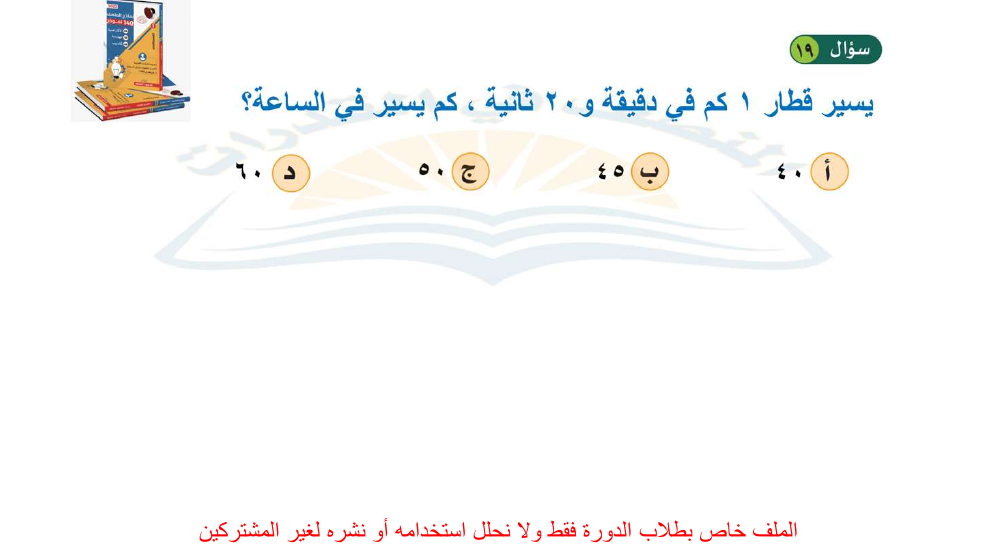 سؤال ١٩
يسير قطار ١ كم في دقيقة و٢٠ ثانية ، كم يسير في الساعة؟
أ ٤٠ ب ٤٥ ج ٥٠ د ٦٠
الملف خاص بطلاب الدورة فقط ولا نحلل استخدامه أو نشره لغير المشتركين